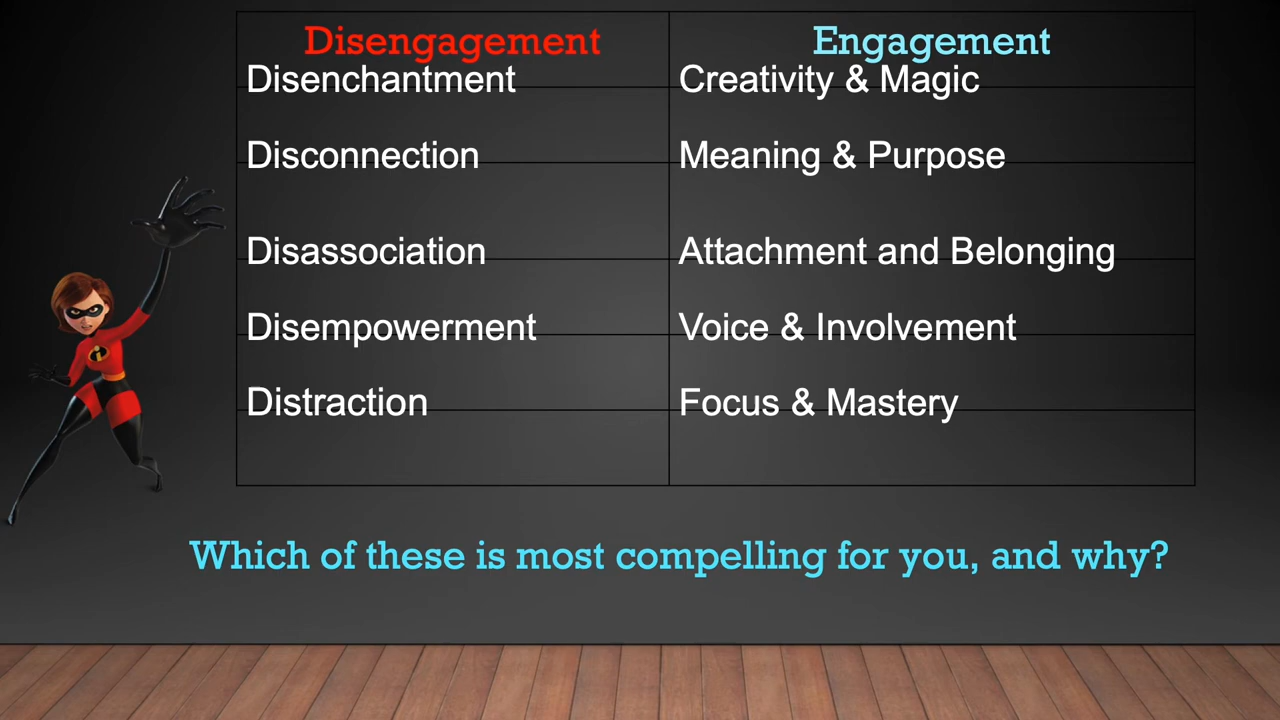 Disengagement Engagement
Disenchantment Creativity & Magic
Disconnection Meaning & Purpose
Disassociation Attachment and Belonging
Disempowerment Voice & Involvement
Distraction Focus & Mastery
Which of these is most compelling for you, and why?